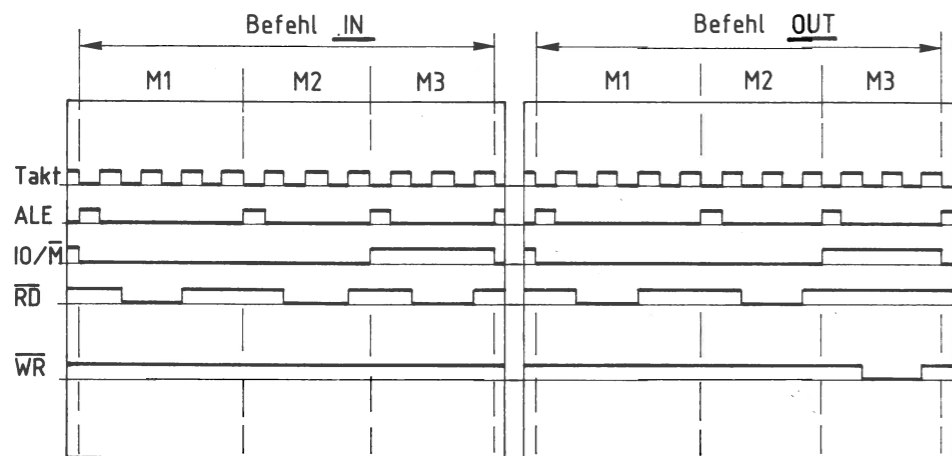 Befehl IN Befehl OUT
M1 M2 M3 M1 M2 M3
Takt
ALE
IO/M̅
R̅D̅
W̅R̅